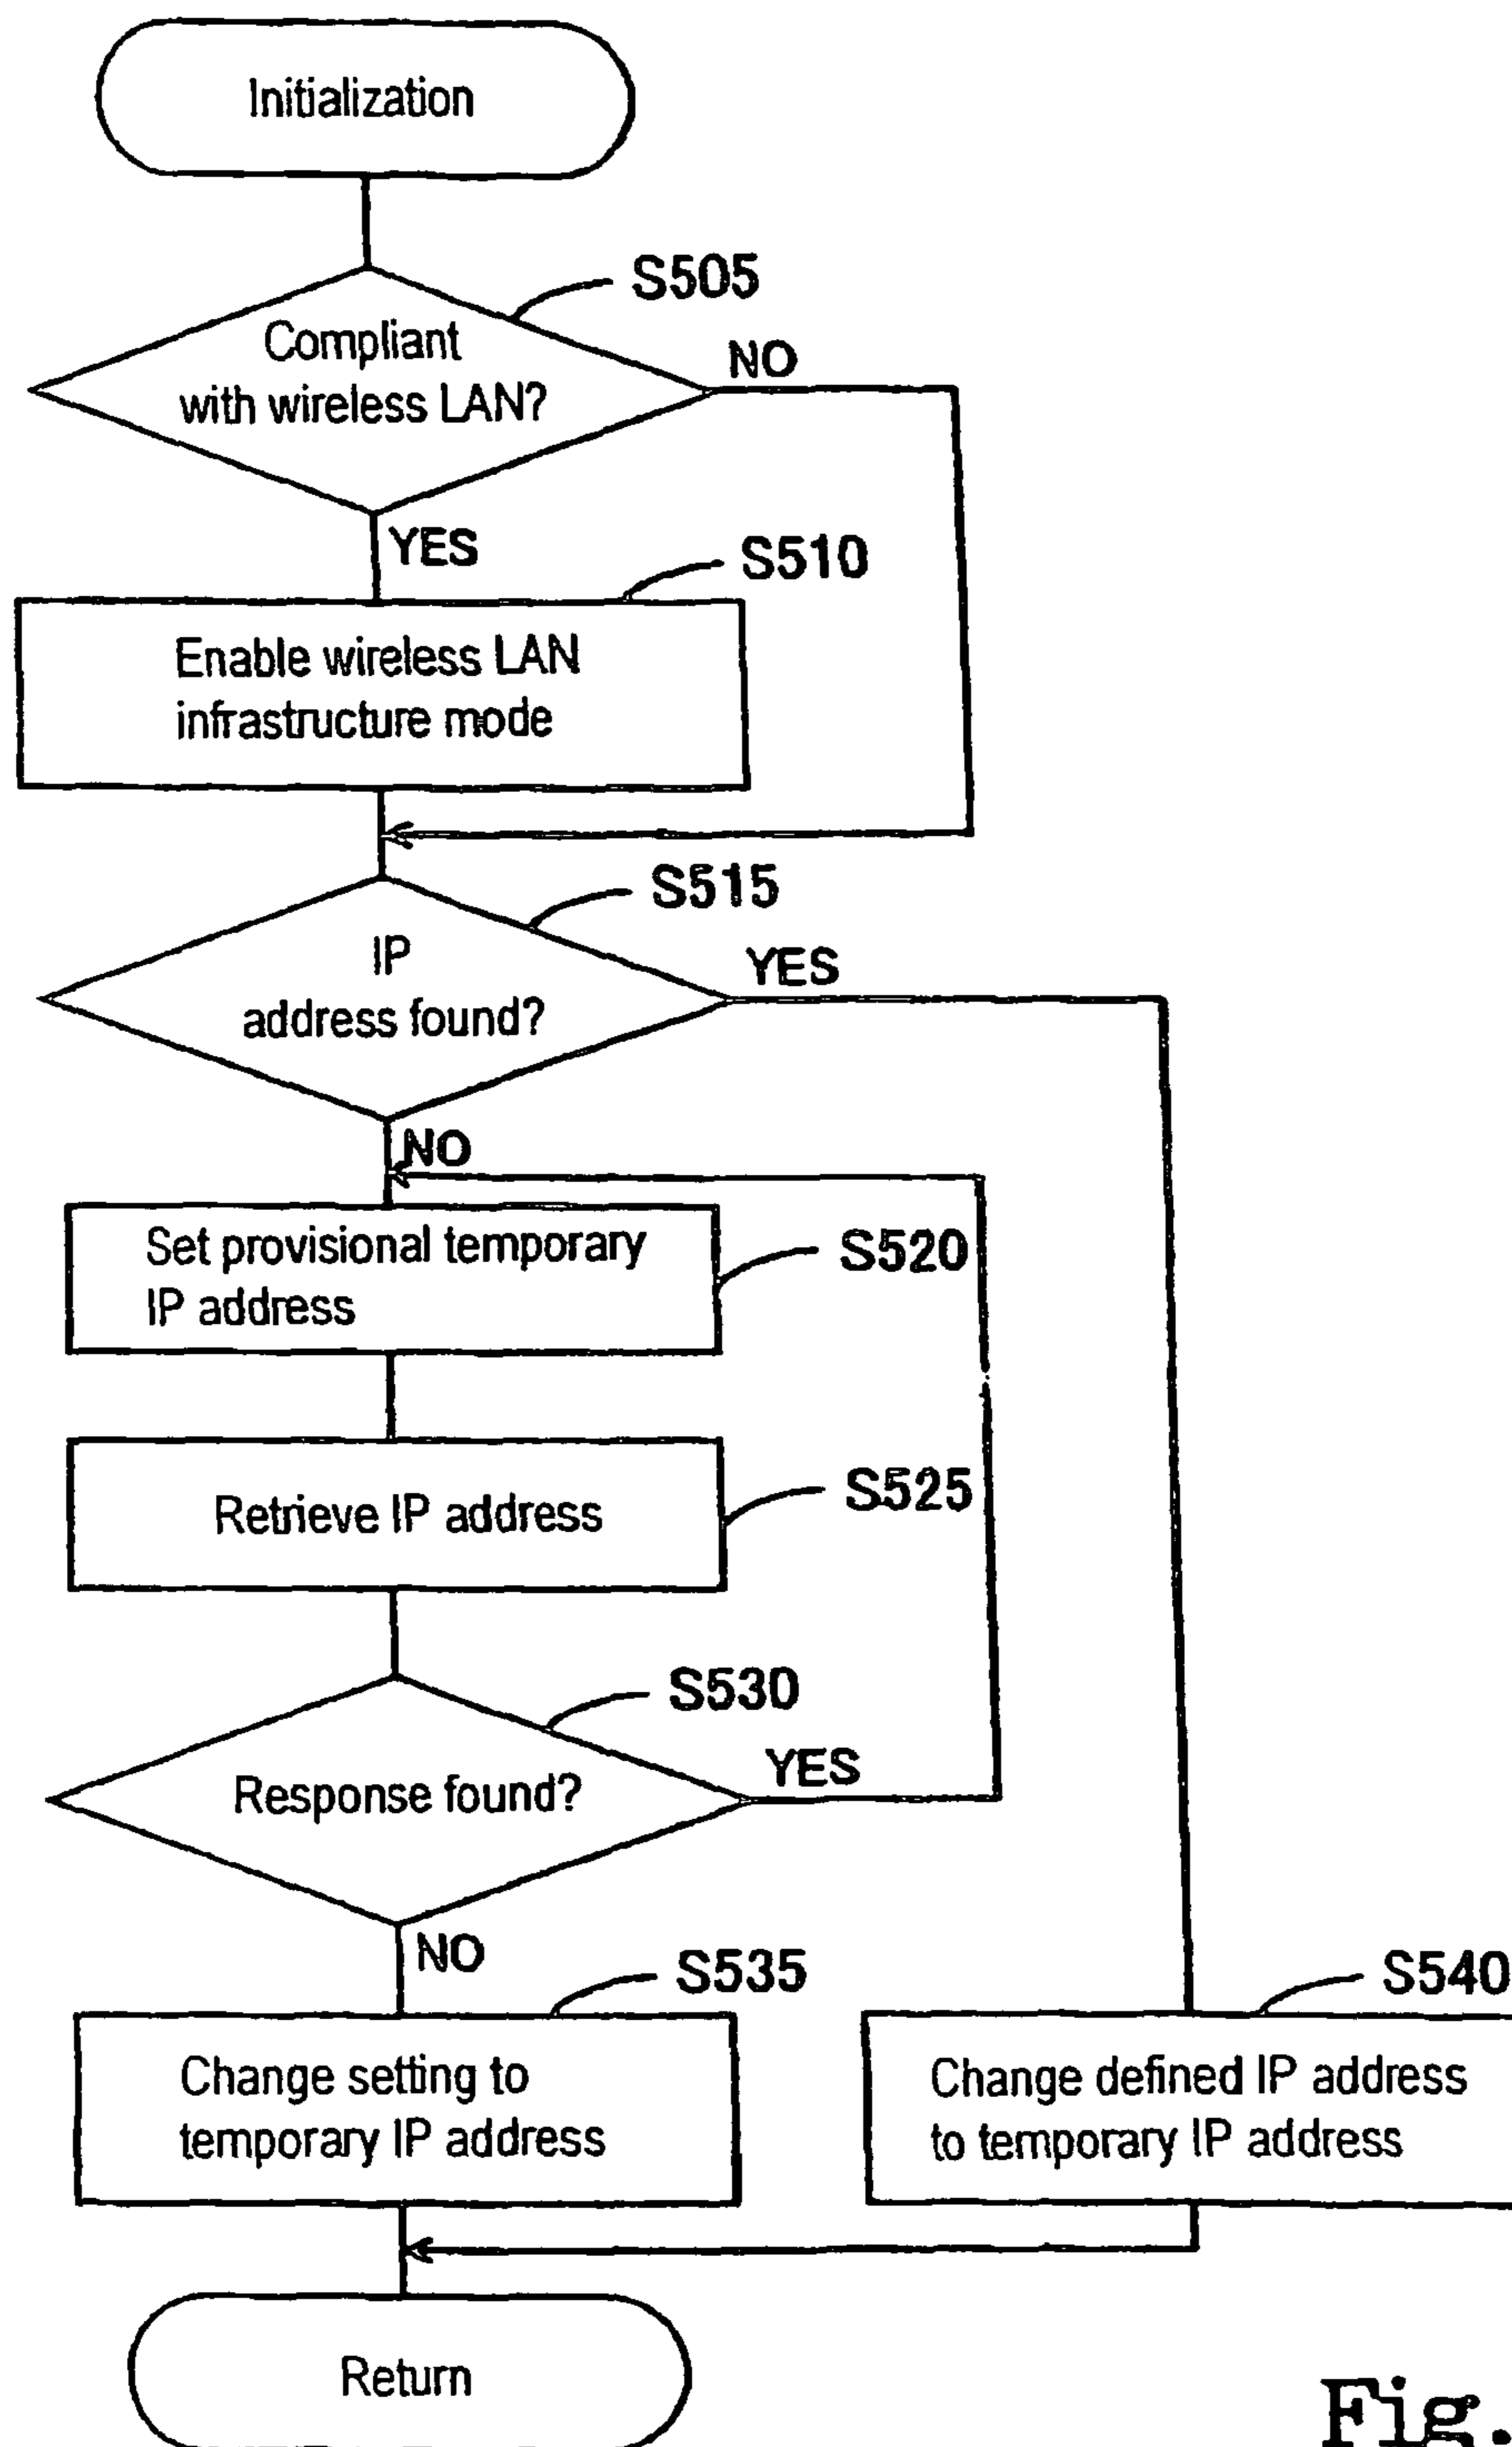 Initialization
S505
Compliant
with wireless LAN?
NO
YES
S510
Enable wireless LAN
infrastructure mode
S515
IP
address found?
YES
NO
Set provisional temporary
IP address
S520
Retrieve IP address
S525
S530
Response found?
YES
NO
S535
Change setting to
temporary IP address
S540
Change defined IP address
to temporary IP address
Return
Fig.